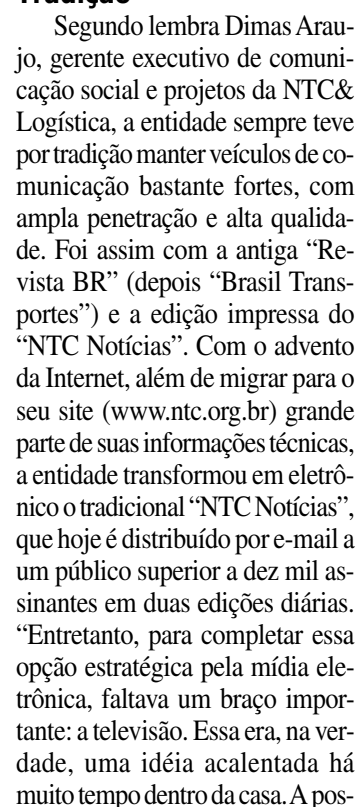 Tradição
Segundo lembra Dimas Arau-
jo, gerente executivo de comuni-
cação social e projetos da NTC&
Logística, a entidade sempre teve
por tradição manter veículos de co-
municação bastante fortes, com
ampla penetração e alta qualida-
de. Foi assim com a antiga “Re-
vista BR” (depois “Brasil Trans-
portes”) e a edição impressa do
“NTC Notícias”. Com o advento
da Internet, além de migrar para o
seu site (www.ntc.org.br) grande
parte de suas informações técnicas,
a entidade transformou em eletrô-
nico o tradicional “NTC Notícias”,
que hoje é distribuído por e-mail a
um público superior a dez mil as-
sinantes em duas edições diárias.
“Entretanto, para completar essa
opção estratégica pela mídia ele-
trônica, faltava um braço impor-
tante: a televisão. Essa era, na ver-
dade, uma idéia acalentada há
muito tempo dentro da casa. A pos-